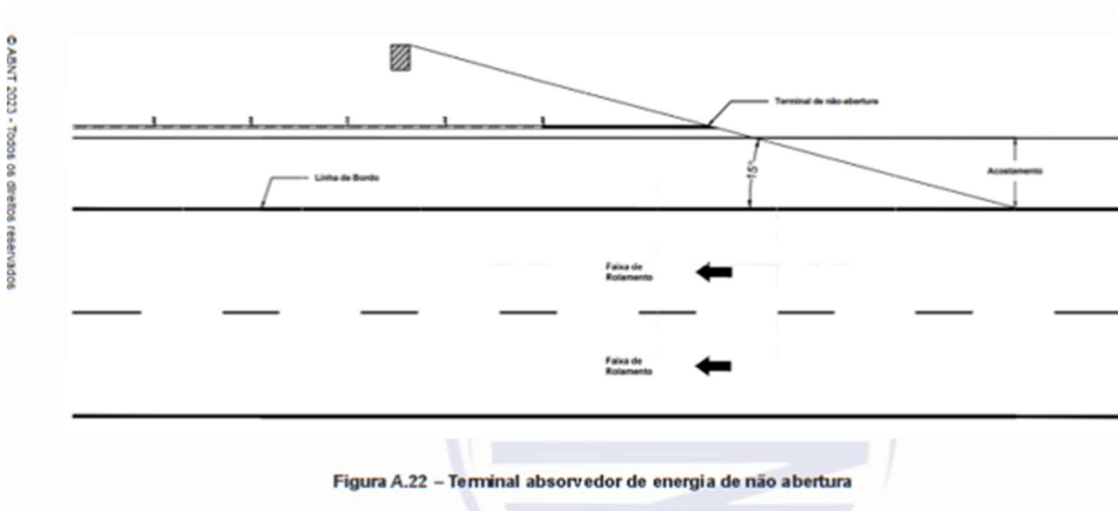 © ABNT 2023 - Todos os direitos reservados
Terminal de não-abertura
Linha de Bordo
15°
Acostamento
Faixa de
Rolamento
Faixa de
Rolamento
Figura A.22 – Terminal absorvedor de energia de não abertura